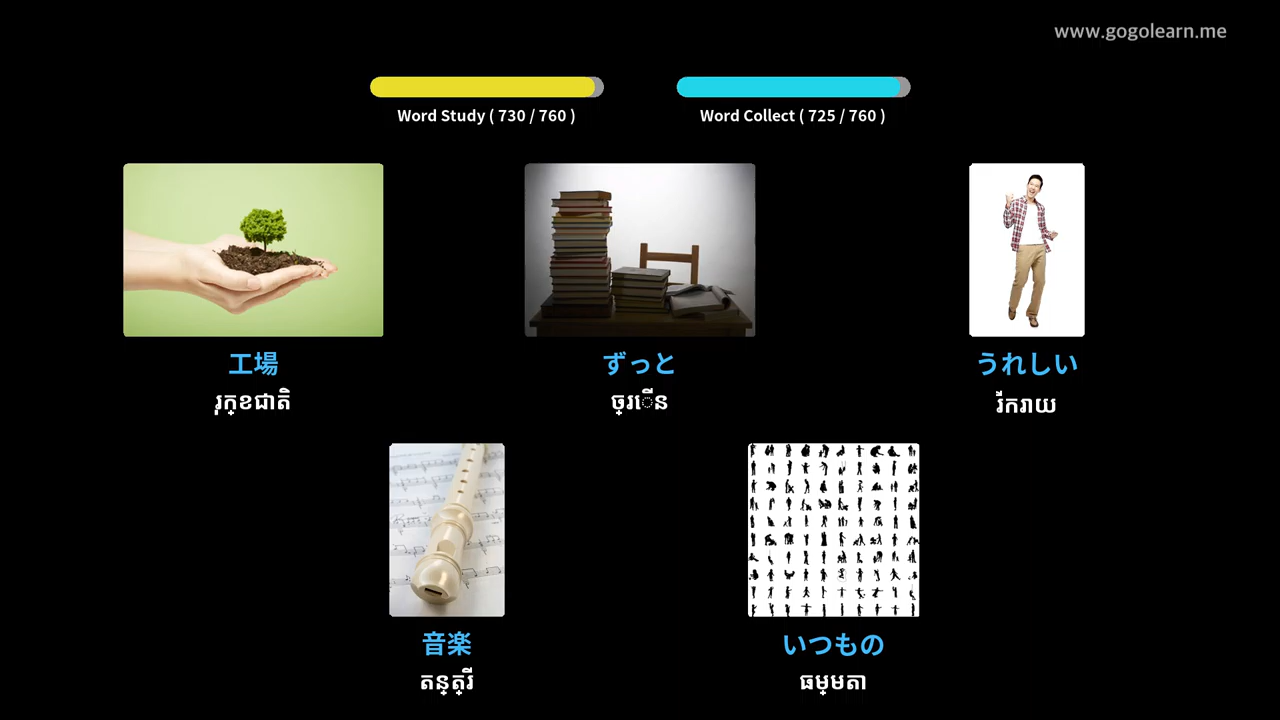 www.gogolearn.me
Word Study ( 730 / 760 )
Word Collect ( 725 / 760 )
工場
ずっと
うれしい
រុក្ខជាតិ
ច្រើន
រីករាយ
音楽
いつもの
តន្ត្រី
ធម្មតា